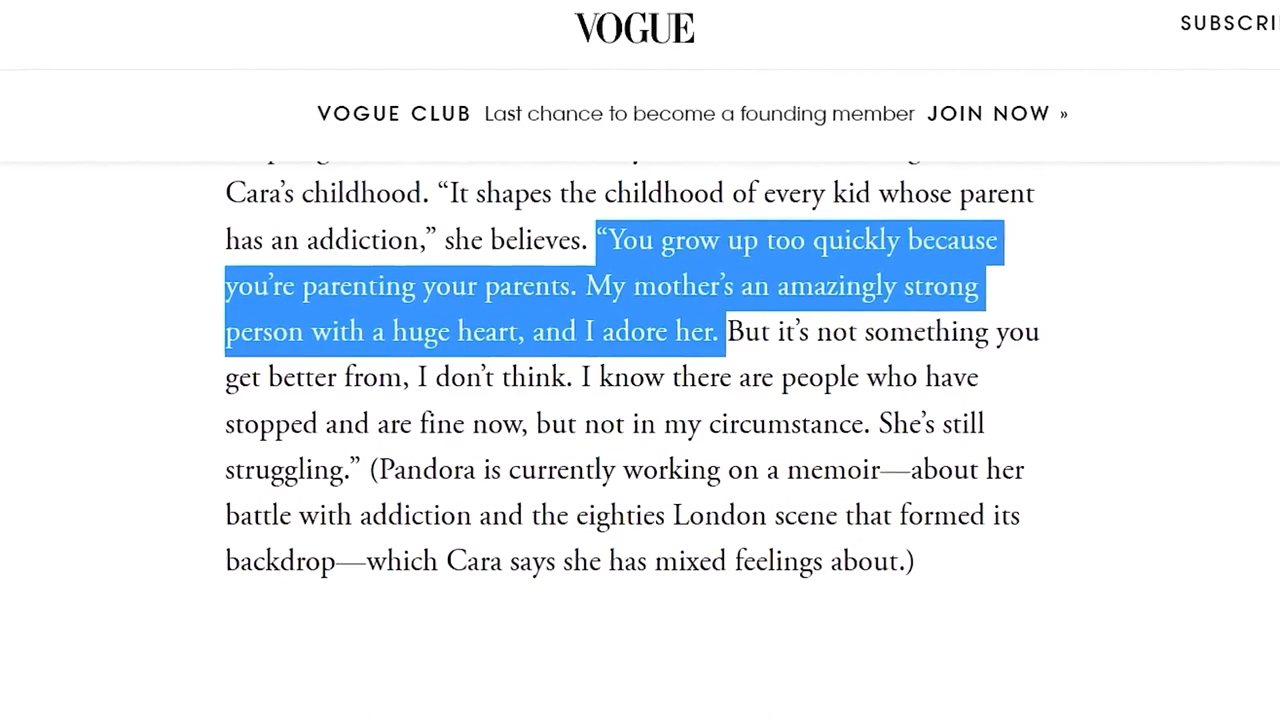 VOGUE
SUBSCRI
VOGUE CLUB Last chance to become a founding member JOIN NOW »
Cara’s childhood. “It shapes the childhood of every kid whose parent
has an addiction,” she believes. “You grow up too quickly because
you’re parenting your parents. My mother’s an amazingly strong
person with a huge heart, and I adore her. But it’s not something you
get better from, I don’t think. I know there are people who have
stopped and are fine now, but not in my circumstance. She’s still
struggling.” (Pandora is currently working on a memoir—about her
battle with addiction and the eighties London scene that formed its
backdrop—which Cara says she has mixed feelings about.)